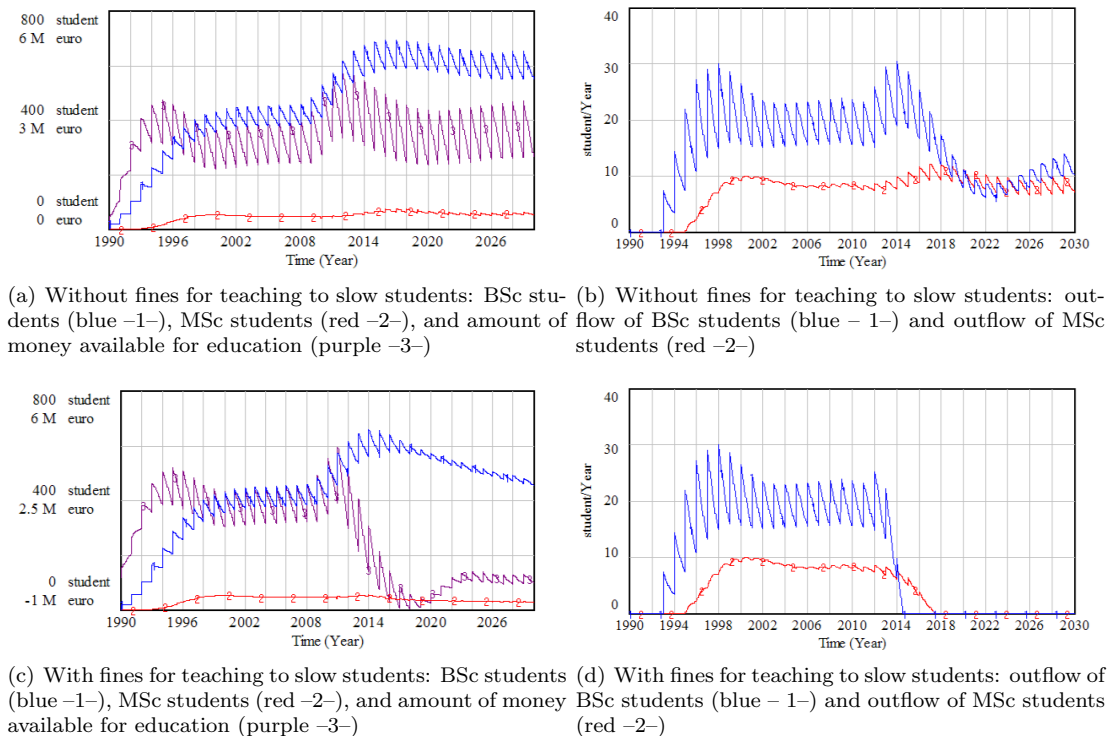 800 student
6 M euro
400 student
3 M euro
0 student
0 euro
1990 1996 2002 2008 2014 2020 2026
Time (Year)
40
30
20
10
0
student/Year
1990 1994 1998 2002 2006 2010 2014 2018 2022 2026 2030
Time (Year)
(a) Without fines for teaching to slow students: BSc stu-
dents (blue –1–), MSc students (red –2–), and amount of
money available for education (purple –3–)
(b) Without fines for teaching to slow students: out-
flow of BSc students (blue – 1–) and outflow of MSc
students (red –2–)
800 student
6 M euro
400 student
2.5 M euro
0 student
-1 M euro
1990 1996 2002 2008 2014 2020 2026
Time (Year)
40
30
20
10
0
student/Year
1990 1994 1998 2002 2006 2010 2014 2018 2022 2026 2030
Time (Year)
(c) With fines for teaching to slow students: BSc students
(blue –1–), MSc students (red –2–), and amount of money
available for education (purple –3–)
(d) With fines for teaching to slow students: outflow of
BSc students (blue – 1–) and outflow of MSc students
(red –2–)